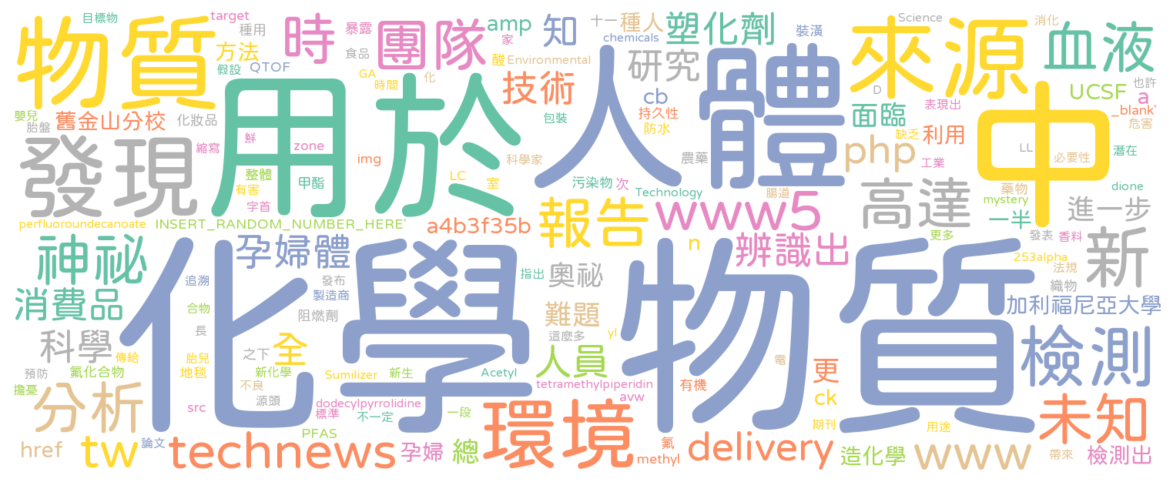 目標物
種用
target
暴露
時
食品
團隊
家
amp
酸
Environmental
知
十一
種人
chemicals
塑化劑
裝潢
Science
消化
物質
方法
假設
QTOF
GA
時間
化
技術
包裝
研究
cb
持久性
防水
D
來源
表現出
血液
UCSF
a
也許
_blank'
危害
嬰兒
胎盤
舊金山分校
化妝品
縮寫
鮮
zone
img
科學家
農藥
面臨
利用
缺乏
工業
潛在
發現
用於
人體
中
整體
有害
字首
甲酯
LC
室
污染物
次
Technology
腸道
php
LL
必要性
藥物
mystery
dione
一半
高達
進一步
perfluoroundecanoate
INSERT_RANDOM_NUMBER_HERE'
a4b3f35b
報告
www5
n
辨識出
更多
發表
香料
253alpha
法規
織物
新
神祕
孕婦體
追溯
發布
製造商
指出
奧祕
消費品
合物
阻燃劑
難題
這麼多
加利福尼亞大學
化學物質
科學
長
傳給
胎兒
之下
全
yl
電
檢測
預防
氟化合物
地毯
新化學
新生
人員
擔憂
不良
Sumilizer
Acetyl
tetramethylpiperidin
有機
更
源頭
dodecylpyrrolidine
avw
ck
分析
src
標準
不一定
一段
環境
期刊
用途
未知
PFAS
href
tw
論文
technews
孕婦
總
氟
methyl
delivery
造化學
www
帶來
檢測出